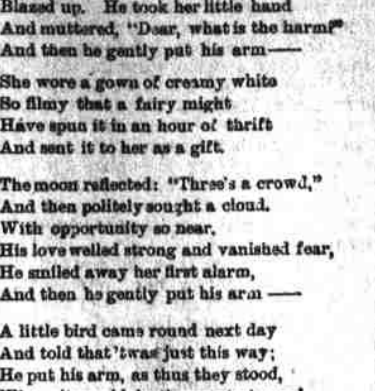 Blazed up. He took her little hand
And muttered, "Dear, what is the harm?"
And then he gently put his arm——
She wore a gown of creamy white
So filmy that a fairy might
Have spun it in an hour of thrift
And sent it to her as a gift.
The moon reflected: "Three's a crowd,"
And then politely sought a cloud.
With opportunity so near,
His love welled strong and vanished fear,
He smiled away her first alarm,
And then he gently put his arm——
A little bird came round next day
And told that 'twas just this way;
He put his arm, as thus they stood,